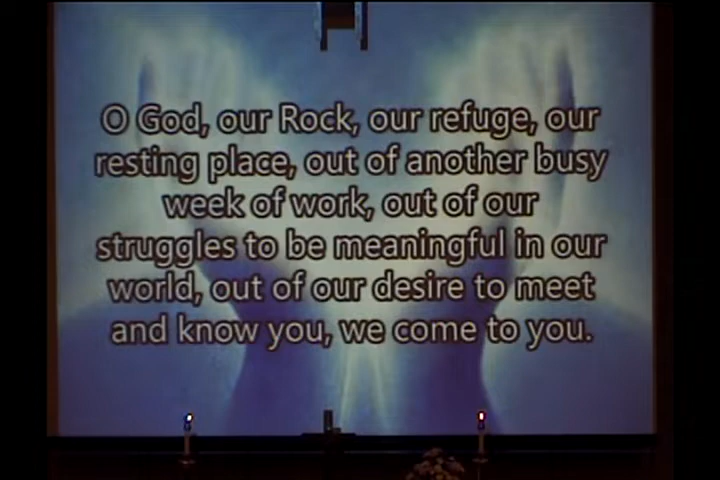 O God, our Rock, our refuge, our
resting place, out of another busy
week of work, out of our
struggles to be meaningful in our
world, out of our desire to meet
and know you, we come to you.